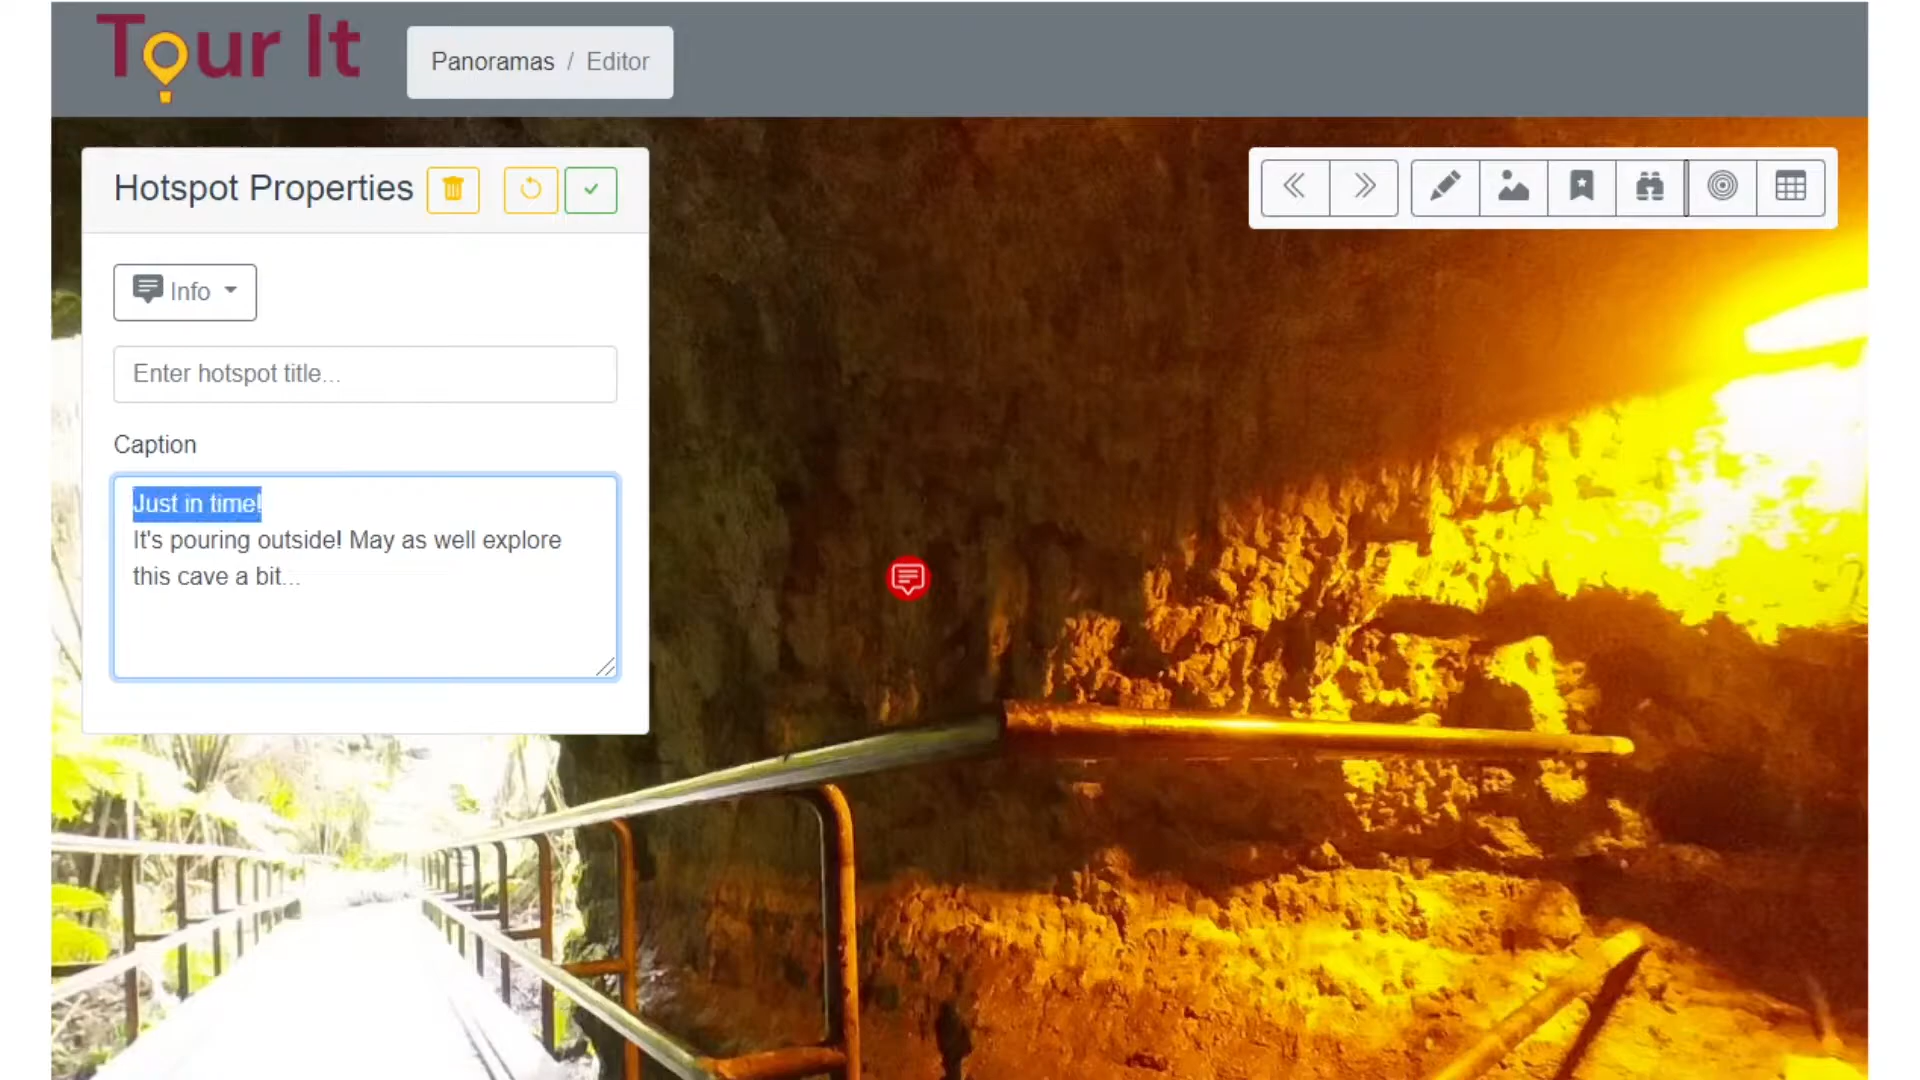 Tour It
Panoramas / Editor
Hotspot Properties
Info
Enter hotspot title...
Caption
Just in time!
It's pouring outside! May as well explore
this cave a bit...